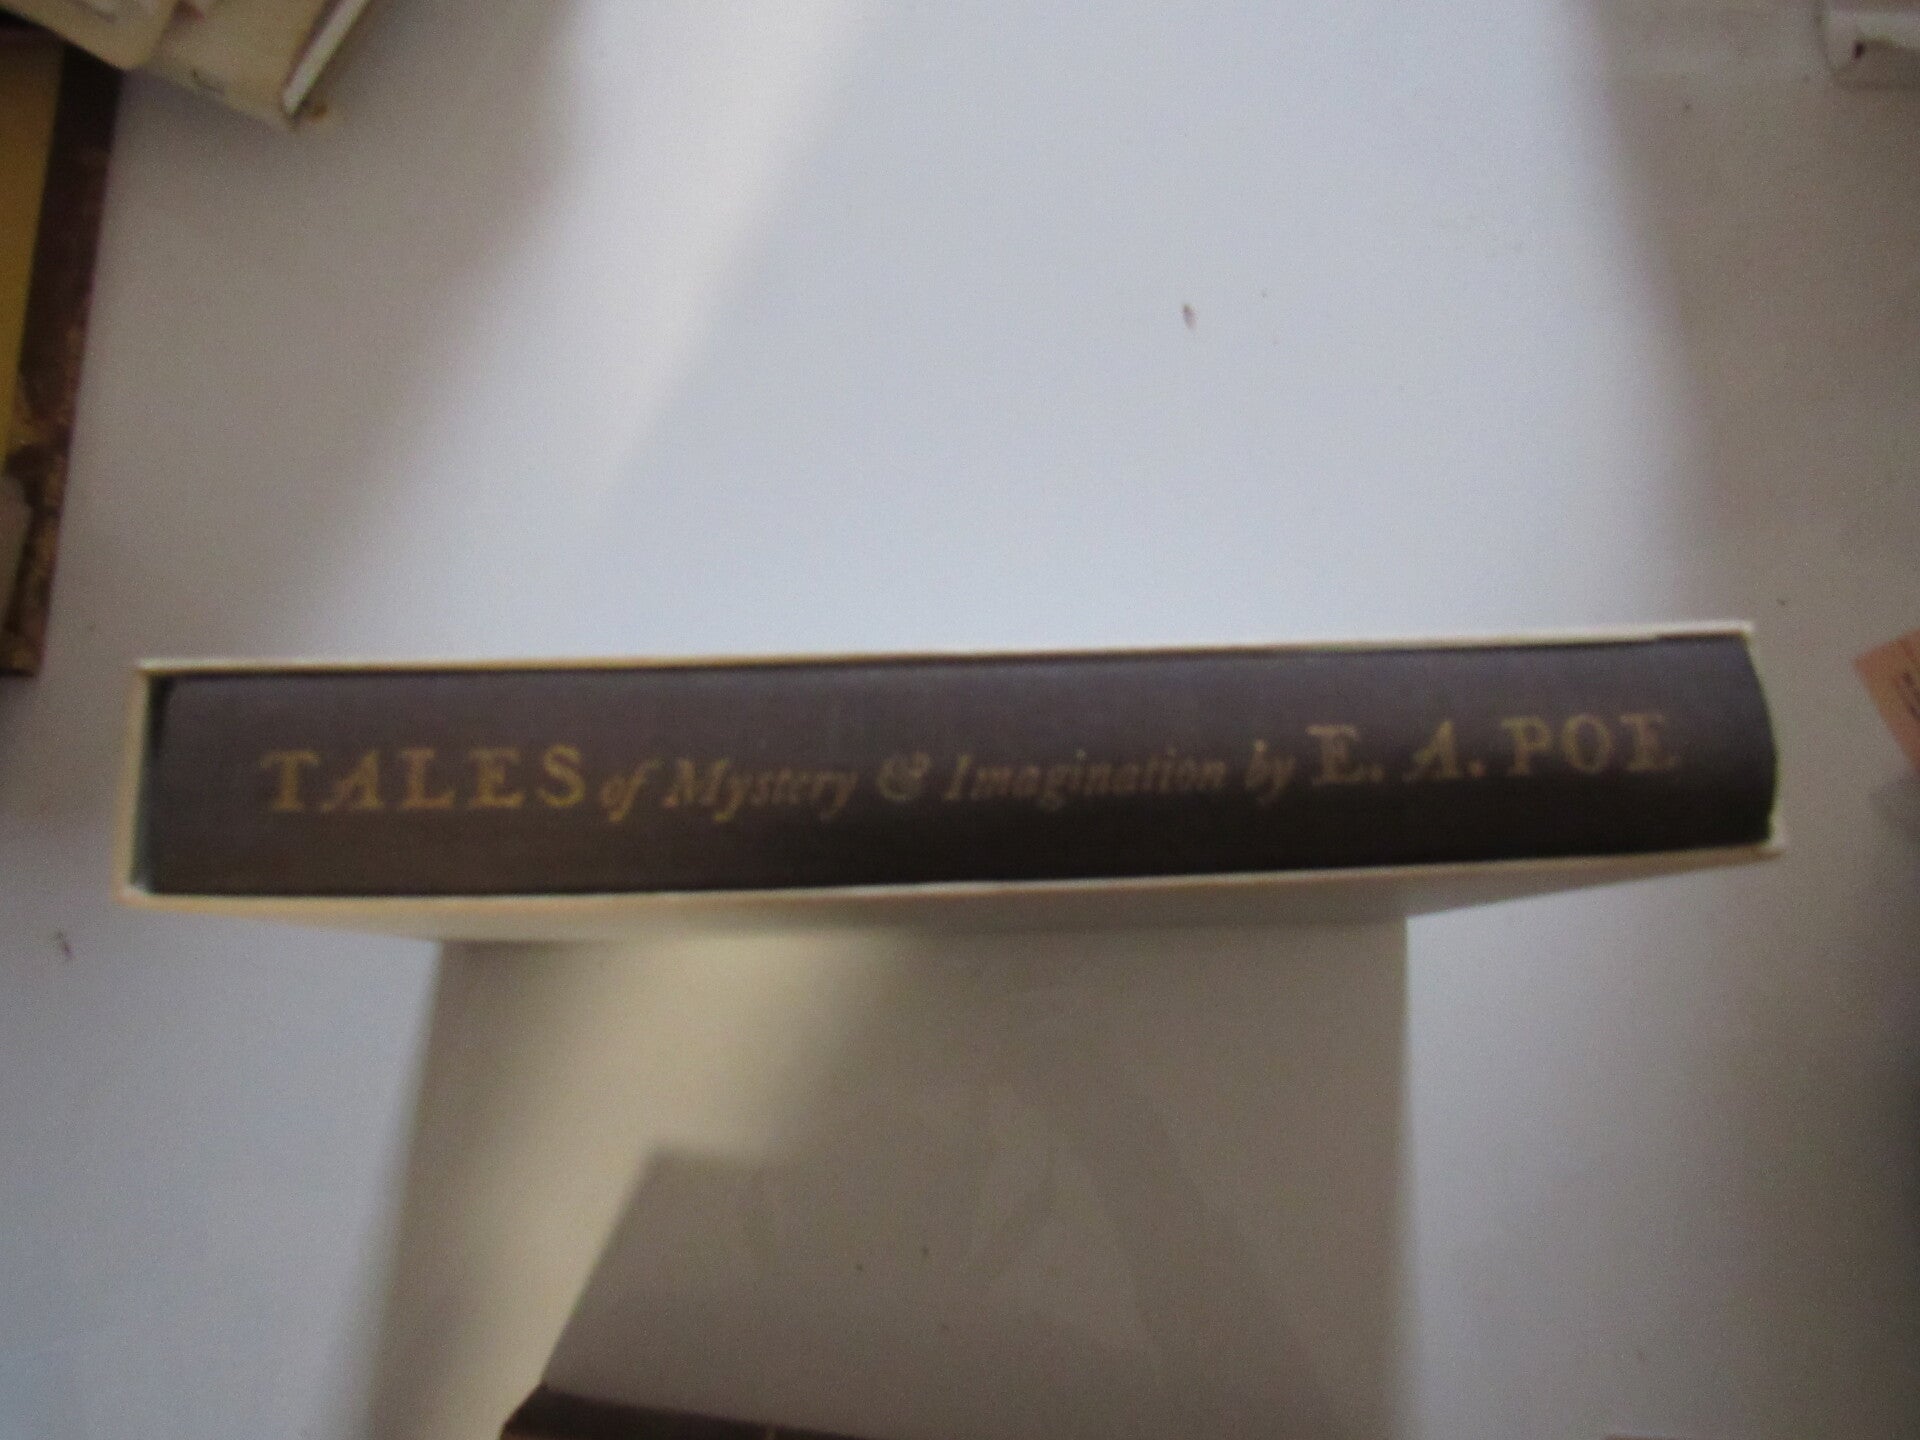 TALES of Mystery & Imagination by E. A. POE